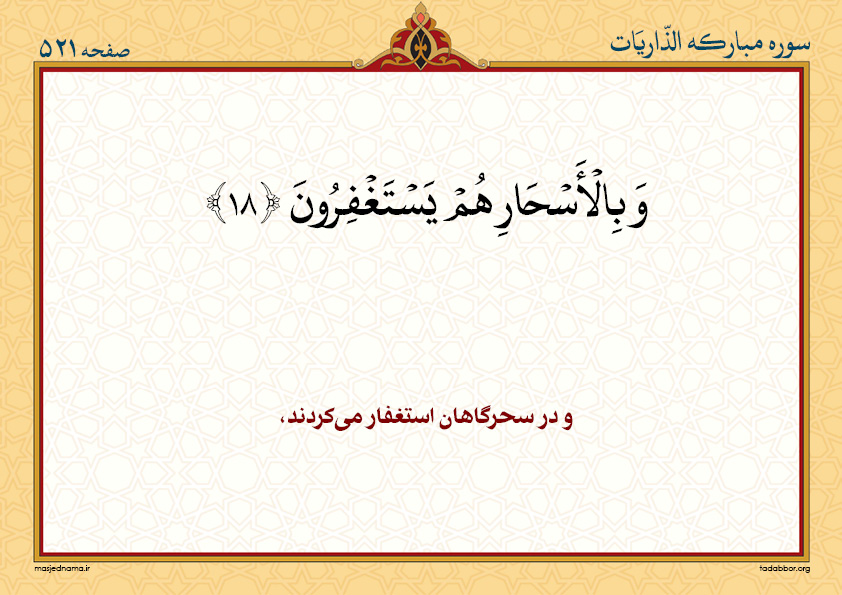 سوره مبارکه الذّاریَات
صفحه ۵۲۱
وَ بِالْأَسْحَارِ هُمْ يَسْتَغْفِرُونَ ﴿۱۸﴾
و در سحرگاهان استغفار می‌کردند،
masjednama.ir
tadabbor.org